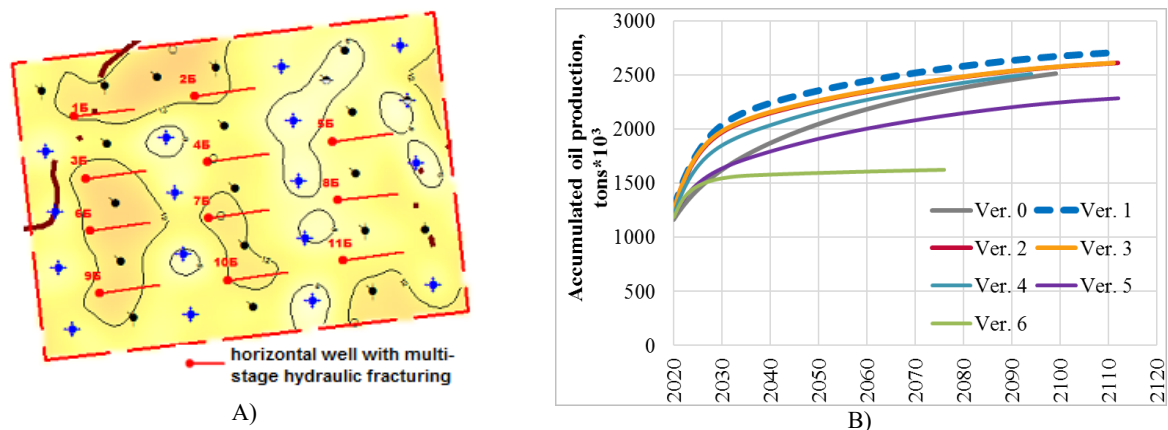 2Б
1Б
5Б
4Б
3Б
8Б
7Б
6Б
11Б
10Б
9Б
horizontal well with multi-
stage hydraulic fracturing
A)
Accumulated oil production,
tons*10³
3000
2500
2000
1500
1000
500
0
2020
2030
2040
2050
2060
2070
2080
2090
2100
2110
2120
Ver. 0
Ver. 1
Ver. 2
Ver. 3
Ver. 4
Ver. 5
Ver. 6
B)